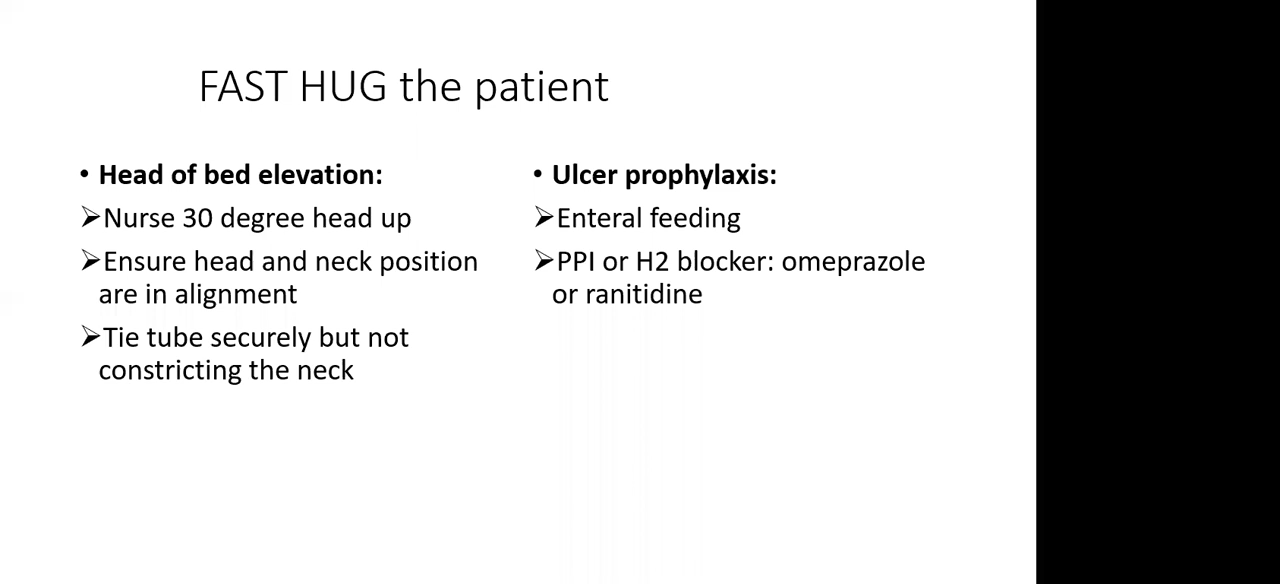 FAST HUG the patient
• Head of bed elevation:
➢Nurse 30 degree head up
➢Ensure head and neck position
are in alignment
➢Tie tube securely but not
constricting the neck
• Ulcer prophylaxis:
➢Enteral feeding
➢PPI or H2 blocker: omeprazole
or ranitidine